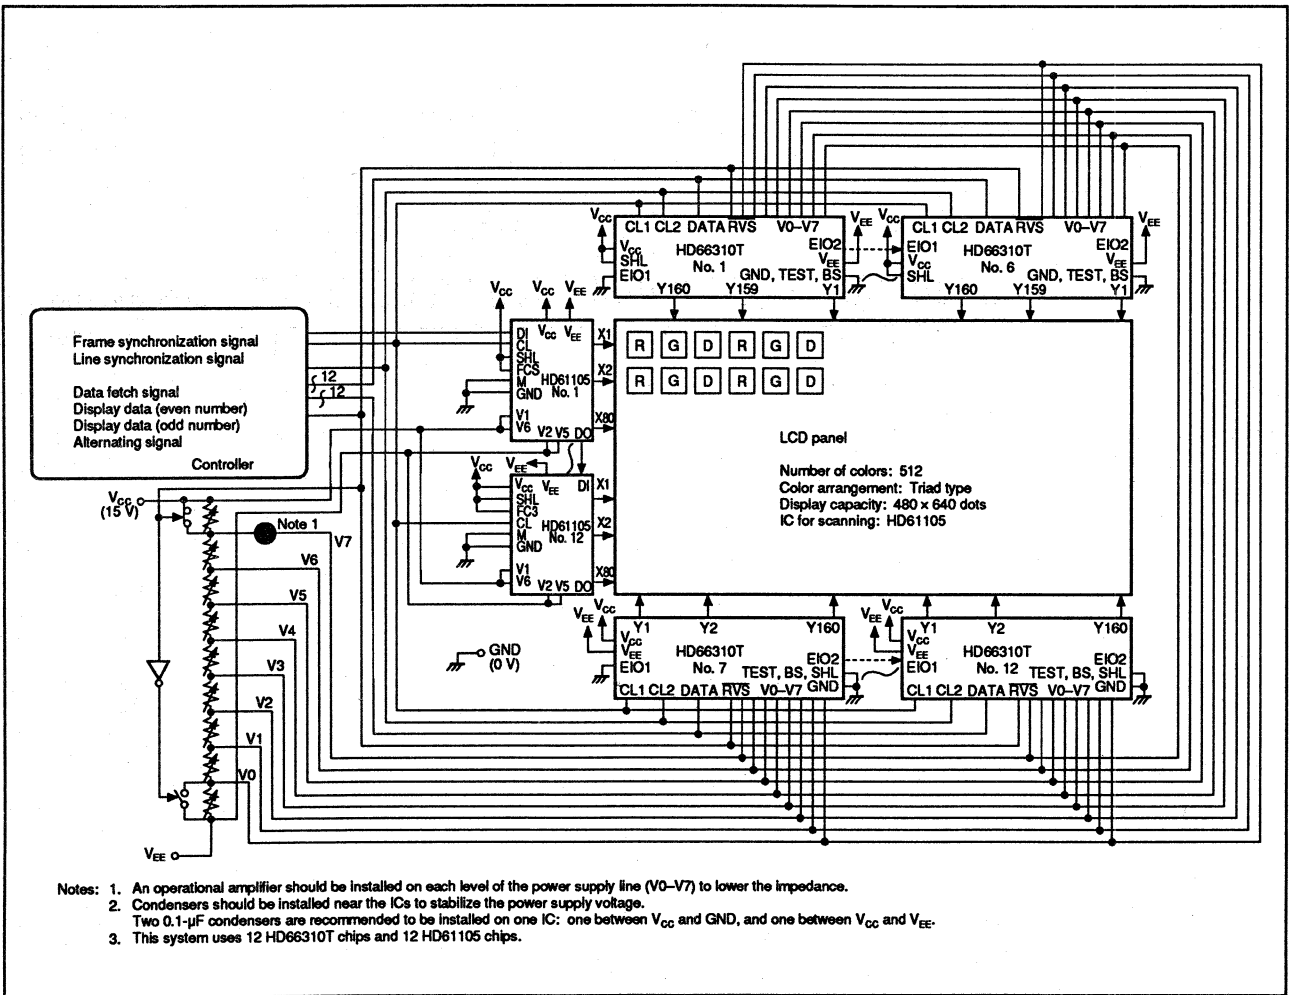 VCC
CL1 CL2 DATA RVS V0–V7
HD66310T
No. 1
VCC
SHL
EIO1
EIO2
VEE
GND, TEST, BS
Y160 Y159 Y1
VEE
VCC
CL1 CL2 DATA RVS V0–V7
HD66310T
No. 6
EIO1
VCC
SHL
EIO2
VEE
GND, TEST, BS
Y160 Y159 Y1
VEE
Frame synchronization signal
Line synchronization signal
Data fetch signal
Display data (even number)
Display data (odd number)
Alternating signal
Controller
12
12
VCC VCC VEE
DI VCC VEE
CL
SHL
FCS
M
GND
HD61105
No. 1
V1
V6
V2 V5 DO
X1
X2
X80
VCC
VEE
VCC VEE DI
SHL
FC3
CL
M
GND
HD61105
No. 12
V1
V6
V2 V5 DO
X1
X2
X80
R G D R G D
R G D R G D
LCD panel
Number of colors: 512
Color arrangement: Triad type
Display capacity: 480 x 640 dots
IC for scanning: HD61105
VCC
(15 V)
Note 1
V7
V6
V5
V4
V3
V2
V1
V0
VEE
GND
(0 V)
VCC
VEE
Y1 Y2 Y160
VCC
VEE
EIO1
HD66310T
No. 7
EIO2
TEST, BS, SHL
GND
CL1 CL2 DATA RVS V0–V7
VCC
VEE
Y1 Y2 Y160
VCC
VEE
EIO1
HD66310T
No. 12
EIO2
TEST, BS, SHL
GND
CL1 CL2 DATA RVS V0–V7
Notes: 1. An operational amplifier should be installed on each level of the power supply line (V0–V7) to lower the impedance.
2. Condensers should be installed near the ICs to stabilize the power supply voltage.
Two 0.1-µF condensers are recommended to be installed on one IC: one between VCC and GND, and one between VCC and VEE.
3. This system uses 12 HD66310T chips and 12 HD61105 chips.